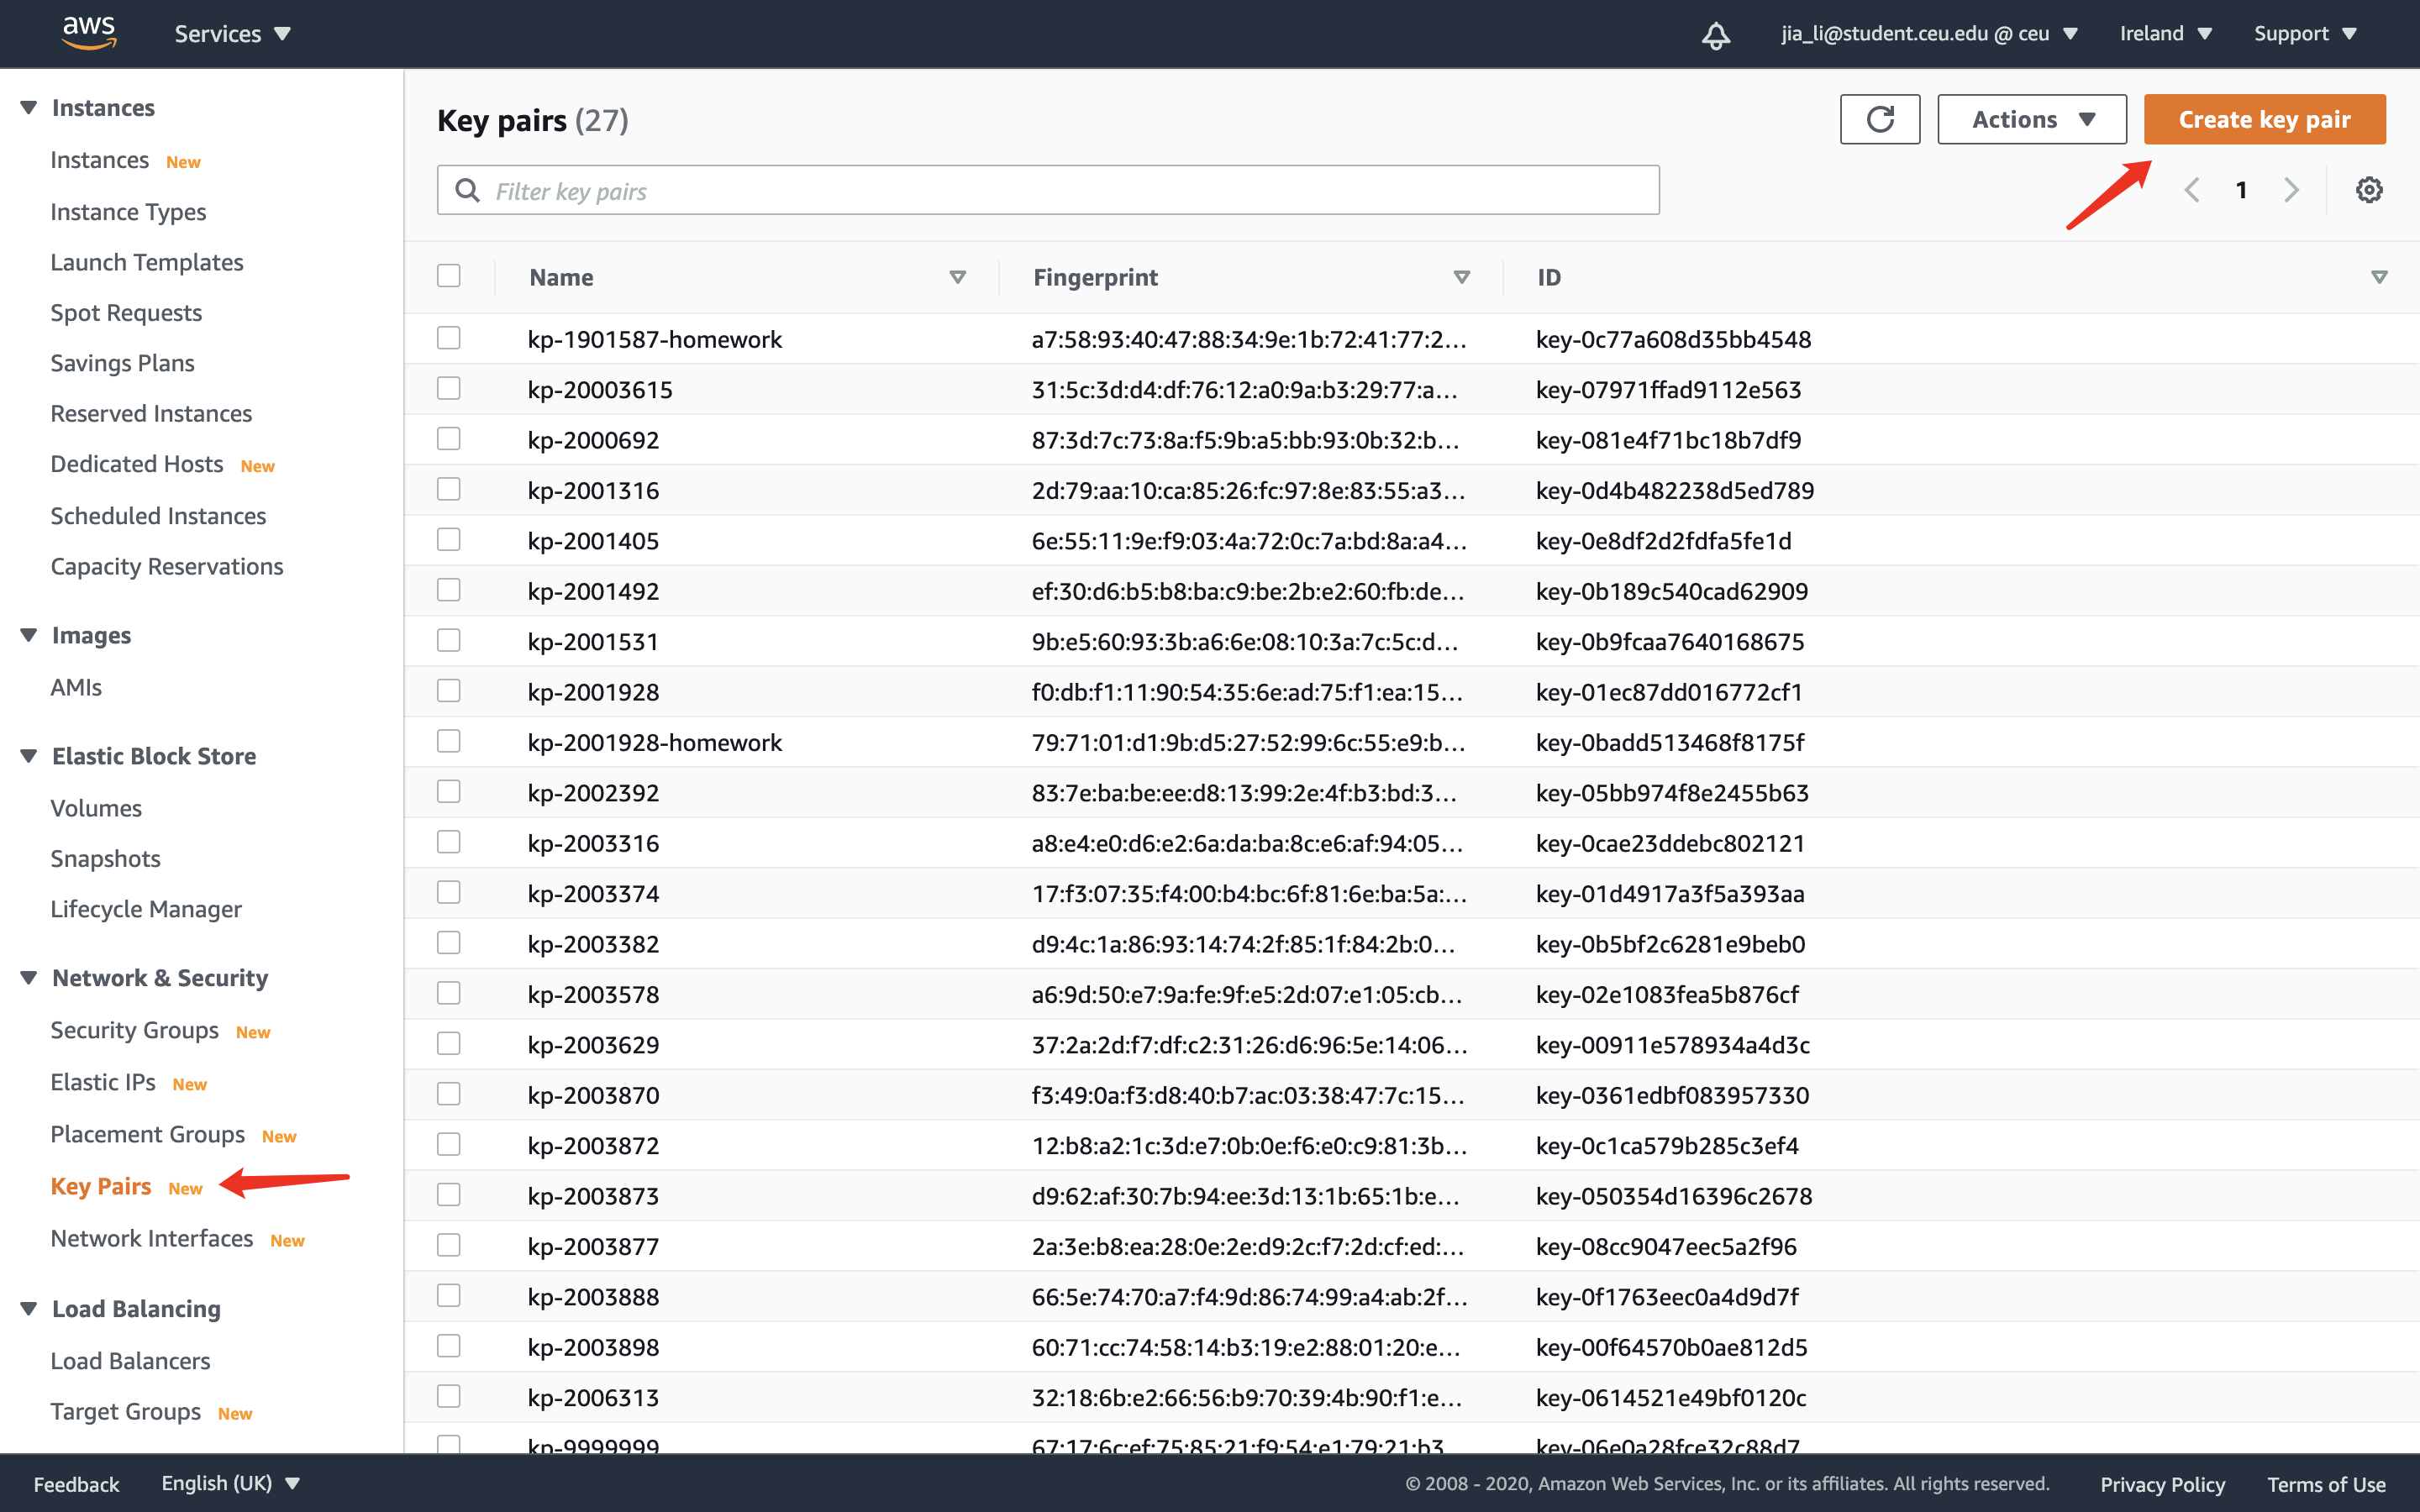 aws
Services
jia_li@student.ceu.edu @ ceu
Ireland
Support
Instances
Instances New
Instance Types
Launch Templates
Spot Requests
Savings Plans
Reserved Instances
Dedicated Hosts New
Scheduled Instances
Capacity Reservations
Images
AMIs
Elastic Block Store
Volumes
Snapshots
Lifecycle Manager
Network & Security
Security Groups New
Elastic IPs New
Placement Groups New
Key Pairs New
Network Interfaces New
Load Balancing
Load Balancers
Target Groups New
Key pairs (27)
Actions
Create key pair
Filter key pairs
1
Name Fingerprint ID
kp-1901587-homework a7:58:93:40:47:88:34:9e:1b:72:41:77:2... key-0c77a608d35bb4548
kp-20003615 31:5c:3d:d4:df:76:12:a0:9a:b3:29:77:a... key-07971ffad9112e563
kp-2000692 87:3d:7c:73:8a:f5:9b:a5:bb:93:0b:32:b... key-081e4f71bc18b7df9
kp-2001316 2d:79:aa:10:ca:85:26:fc:97:8e:83:55:a3... key-0d4b482238d5ed789
kp-2001405 6e:55:11:9e:f9:03:4a:72:0c:7a:bd:8a:a4... key-0e8df2d2fdfa5fe1d
kp-2001492 ef:30:d6:b5:b8:ba:c9:be:2b:e2:60:fb:de... key-0b189c540cad62909
kp-2001531 9b:e5:60:93:3b:a6:6e:08:10:3a:7c:5c:d... key-0b9fcaa7640168675
kp-2001928 f0:db:f1:11:90:54:35:6e:ad:75:f1:ea:15... key-01ec87dd016772cf1
kp-2001928-homework 79:71:01:d1:9b:d5:27:52:99:6c:55:e9:b... key-0badd513468f8175f
kp-2002392 83:7e:ba:be:ee:d8:13:99:2e:4f:b3:bd:3... key-05bb974f8e2455b63
kp-2003316 a8:e4:e0:d6:e2:6a:da:ba:8c:e6:af:94:05... key-0cae23ddebc802121
kp-2003374 17:f3:07:35:f4:00:b4:bc:6f:81:6e:ba:5a:... key-01d4917a3f5a393aa
kp-2003382 d9:4c:1a:86:93:14:74:2f:85:1f:84:2b:0... key-0b5bf2c6281e9beb0
kp-2003578 a6:9d:50:e7:9a:fe:9f:e5:2d:07:e1:05:cb... key-02e1083fea5b876cf
kp-2003629 37:2a:2d:f7:df:c2:31:26:d6:96:5e:14:06... key-00911e578934a4d3c
kp-2003870 f3:49:0a:f3:d8:40:b7:ac:03:38:47:7c:15... key-0361edbf083957330
kp-2003872 12:b8:a2:1c:3d:e7:0b:0e:f6:e0:c9:81:3b... key-0c1ca579b285c3ef4
kp-2003873 d9:62:af:30:7b:94:ee:3d:13:1b:65:1b:e... key-050354d16396c2678
kp-2003877 2a:3e:b8:ea:28:0e:2e:d9:2c:f7:2d:cf:ed:... key-08cc9047eec5a2f96
kp-2003888 66:5e:74:70:a7:f4:9d:86:74:99:a4:ab:2f... key-0f1763eec0a4d9d7f
kp-2003898 60:71:cc:74:58:14:b3:19:e2:88:01:20:e... key-00f64570b0ae812d5
kp-2006313 32:18:6b:e2:66:56:b9:70:39:4b:90:f1:e... key-0614521e49bf0120c
kp-9999999 67:17:6c:ef:75:85:21:f9:54:e1:79:21:b3 key-06e0a28fce32c88d7
Feedback
English (UK)
© 2008 - 2020, Amazon Web Services, Inc. or its affiliates. All rights reserved.
Privacy Policy
Terms of Use